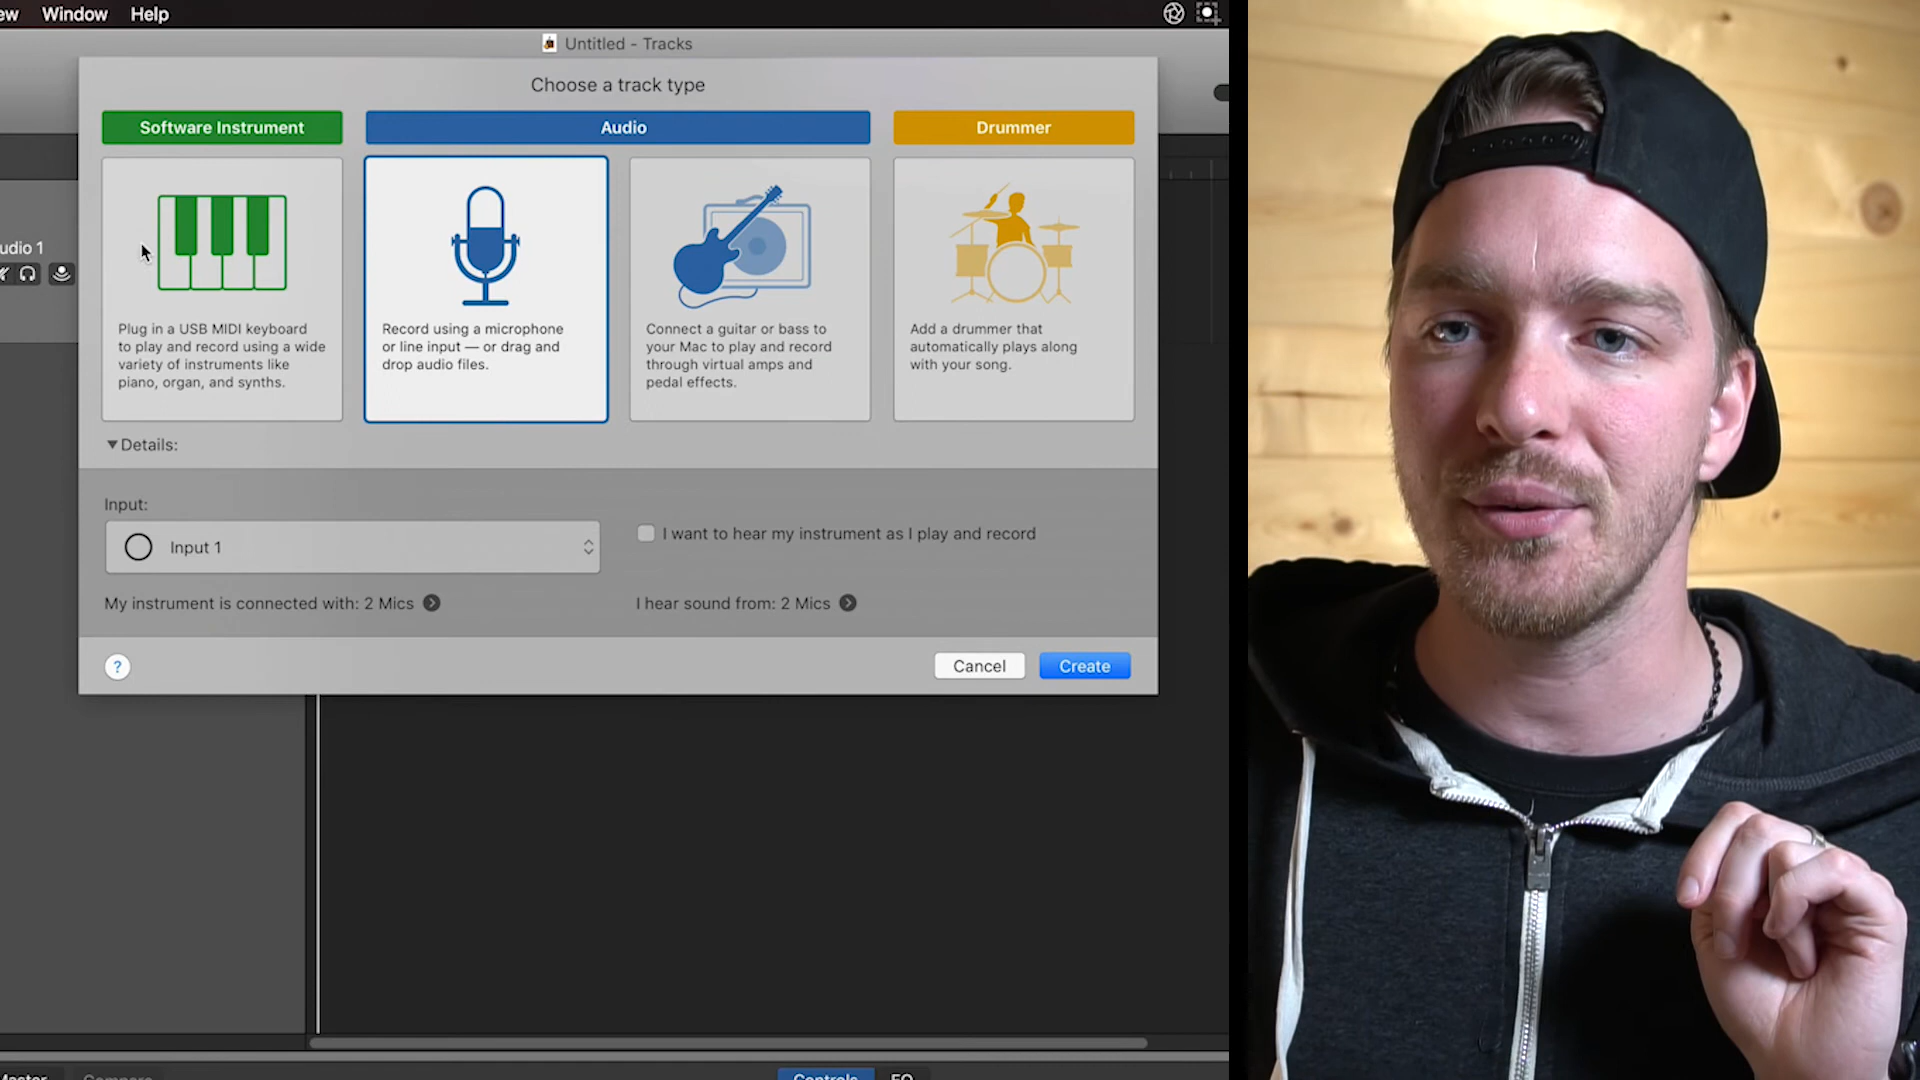 Window Help
Untitled - Tracks
Choose a track type
Software Instrument
Audio
Drummer
Plug in a USB MIDI keyboard
to play and record using a wide
variety of instruments like
piano, organ, and synths.
Record using a microphone
or line input — or drag and
drop audio files.
Connect a guitar or bass to
your Mac to play and record
through virtual amps and
pedal effects.
Add a drummer that
automatically plays along
with your song.
udio 1
Details:
Input:
Input 1
I want to hear my instrument as I play and record
My instrument is connected with: 2 Mics
I hear sound from: 2 Mics
?
Cancel
Create
Controls
EQ